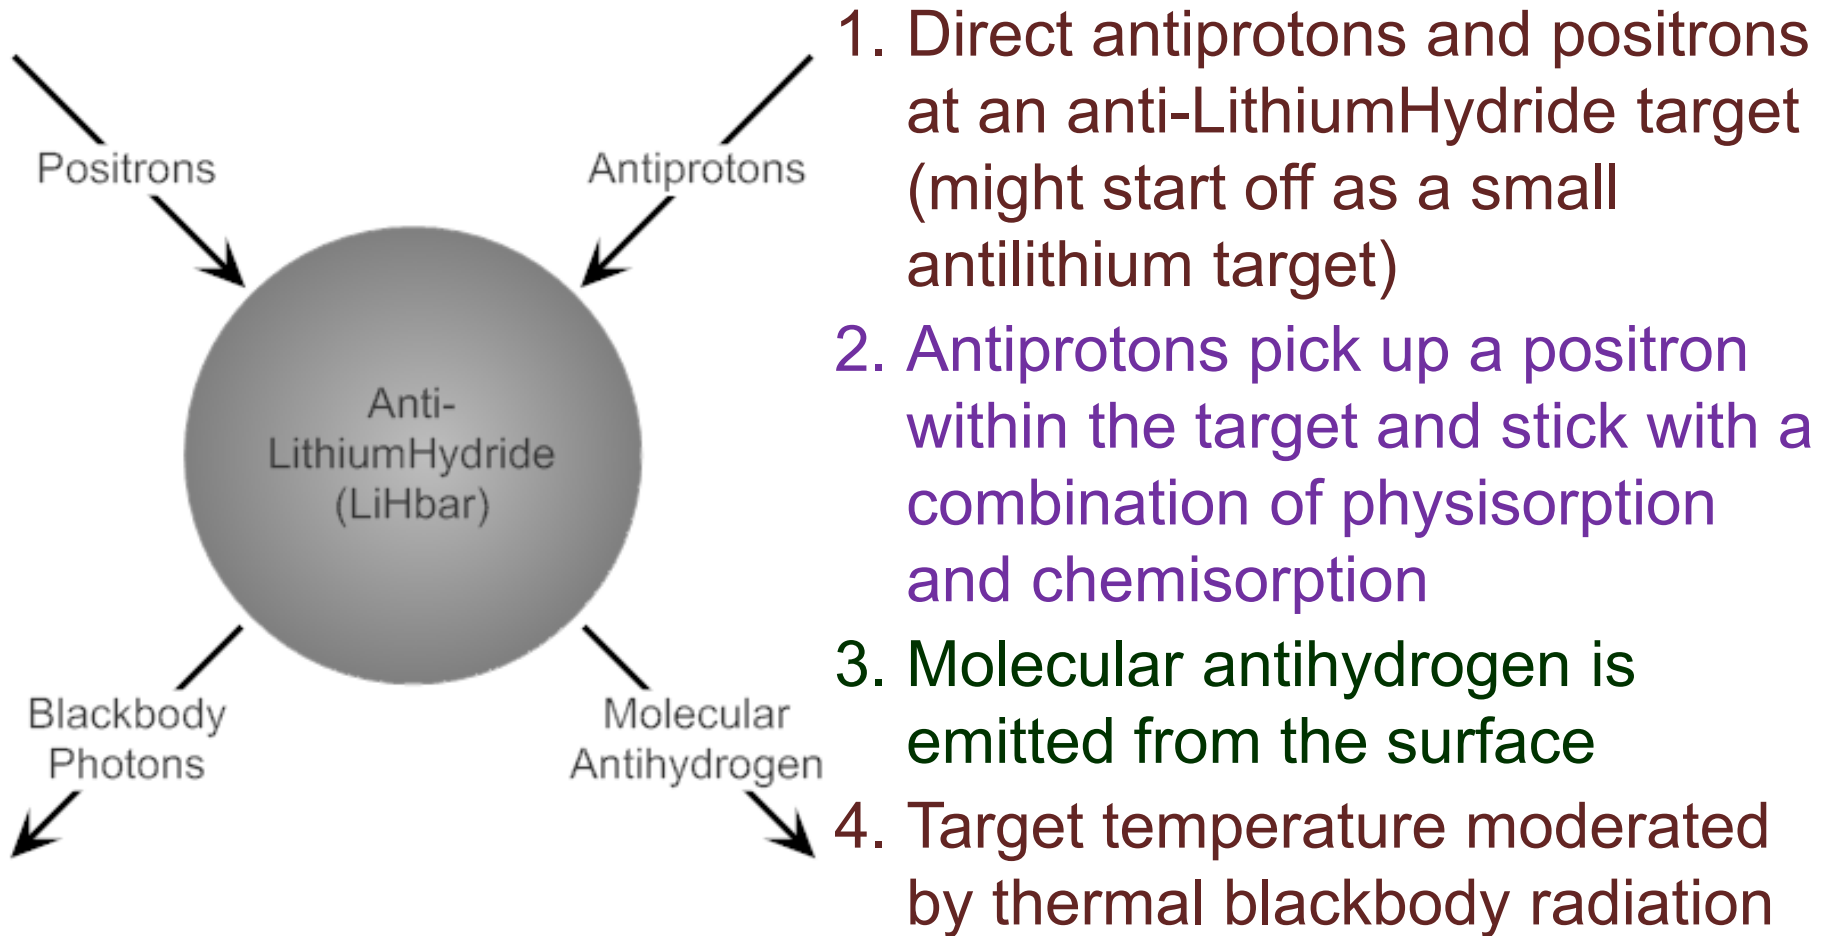 Positrons
Antiprotons
Anti-
LithiumHydride
(LiHbar)
Blackbody
Photons
Molecular
Antihydrogen
1. Direct antiprotons and positrons
at an anti-LithiumHydride target
(might start off as a small
antilithium target)
2. Antiprotons pick up a positron
within the target and stick with a
combination of physisorption
and chemisorption
3. Molecular antihydrogen is
emitted from the surface
4. Target temperature moderated
by thermal blackbody radiation